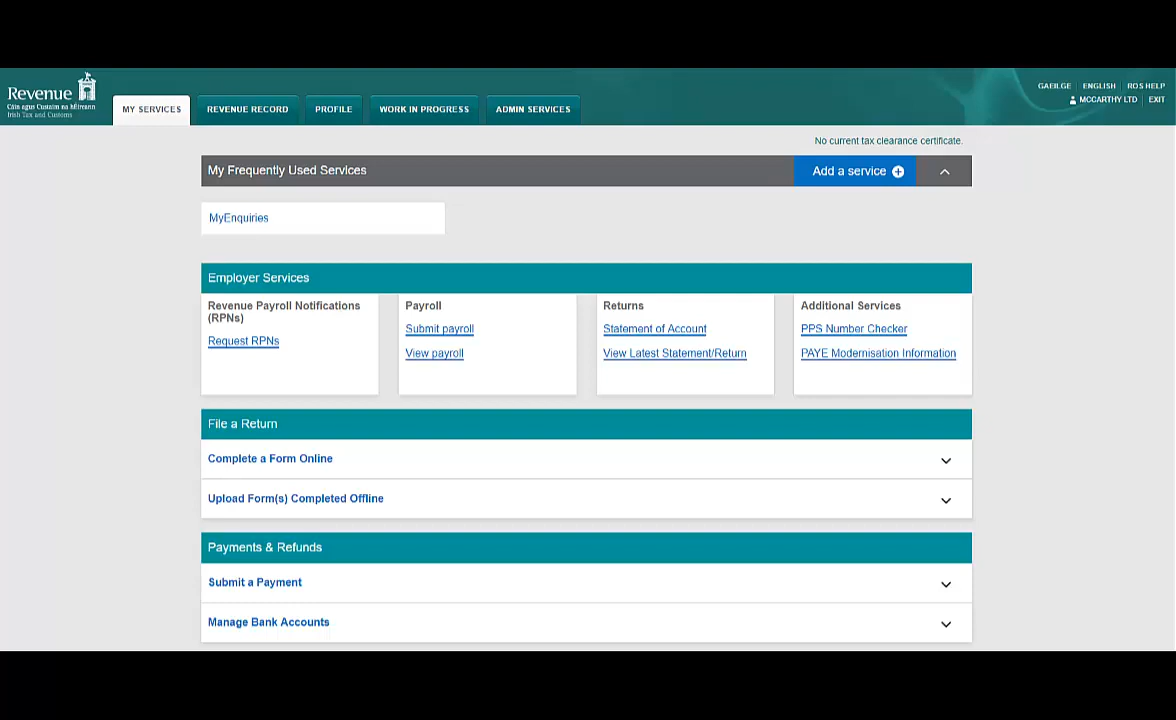 Revenue
Cáin agus Custaim na hÉireann
Irish Tax and Customs
MY SERVICES
REVENUE RECORD
PROFILE
WORK IN PROGRESS
ADMIN SERVICES
GAEILGE
ENGLISH
ROS HELP
MCCARTHY LTD
EXIT
No current tax clearance certificate.
My Frequently Used Services
Add a service
MyEnquiries
Employer Services
Revenue Payroll Notifications
(RPNs)
Request RPNs
Payroll
Submit payroll
View payroll
Returns
Statement of Account
View Latest Statement/Return
Additional Services
PPS Number Checker
PAYE Modernisation Information
File a Return
Complete a Form Online
Upload Form(s) Completed Offline
Payments & Refunds
Submit a Payment
Manage Bank Accounts